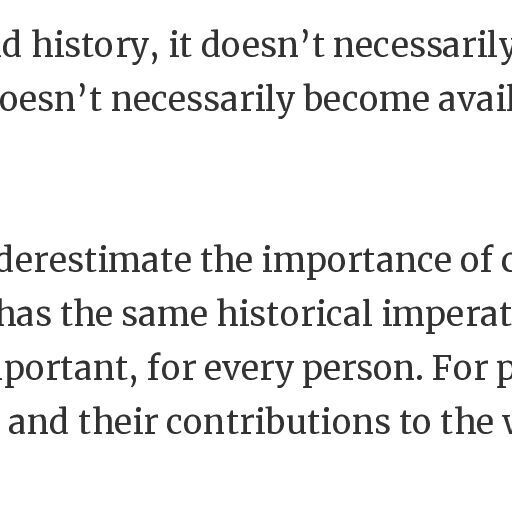 d history, it doesn’t necessarily
oesn’t necessarily become avail
derestimate the importance of
has the same historical imperat
portant, for every person. For p
and their contributions to the